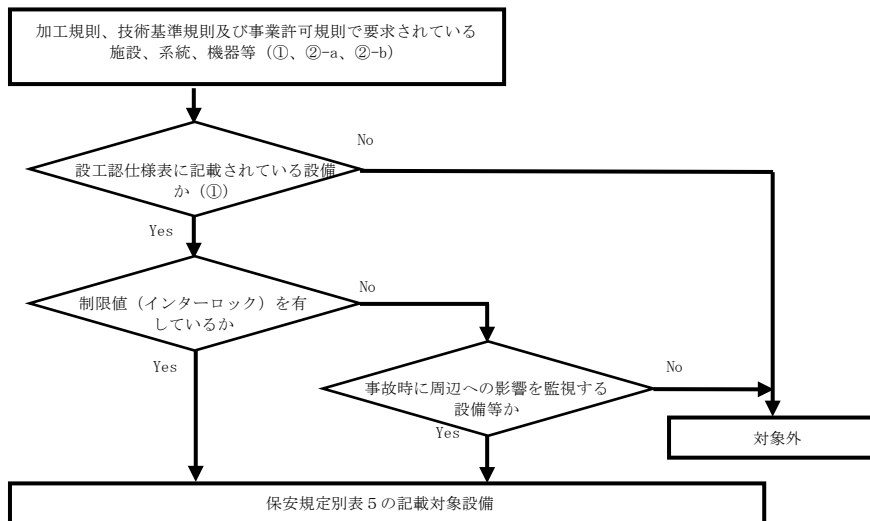 加工規則、技術基準規則及び事業許可規則で要求されている
施設、系統、機器等（①、②-a、②-b）
No
設工認仕様表に記載されている設備
か（①）
Yes
No
制限値（インターロック）を有
しているか
Yes
No
事故時に周辺への影響を監視する
設備等か
Yes
対象外
保安規定別表５の記載対象設備